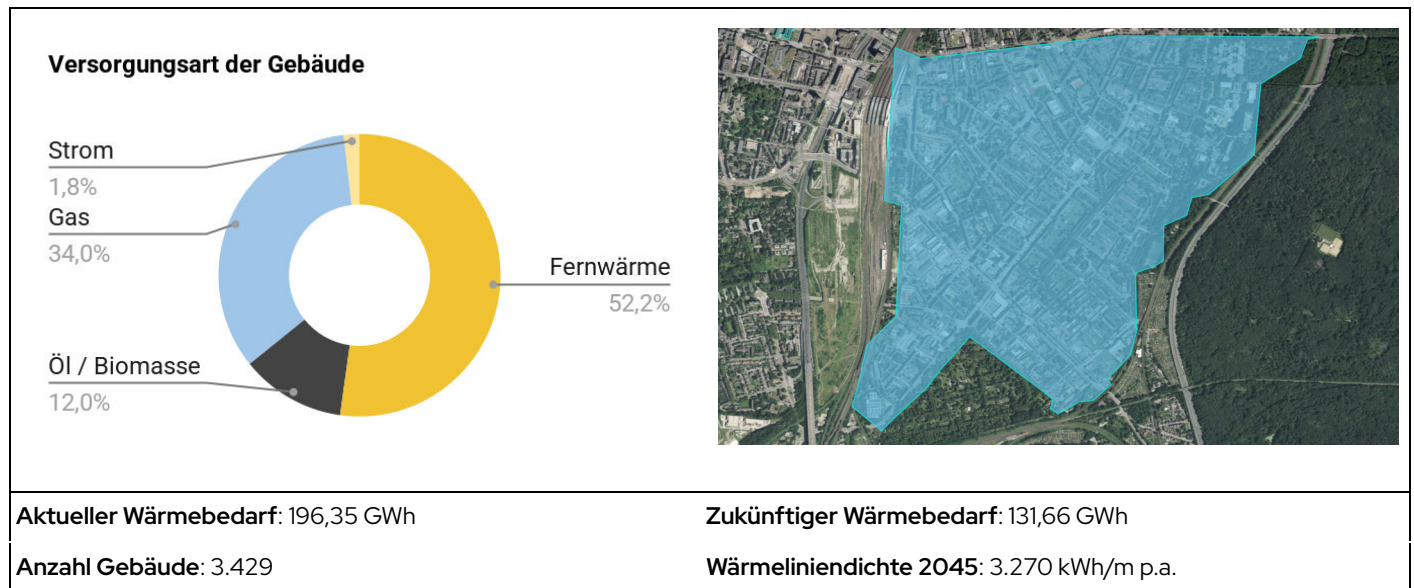 Versorgungsart der Gebäude
Strom
1,8%
Gas
34,0%
Fernwärme
52,2%
Öl / Biomasse
12,0%
Aktueller Wärmebedarf: 196,35 GWh
Zukünftiger Wärmebedarf: 131,66 GWh
Anzahl Gebäude: 3.429
Wärmeliniendichte 2045: 3.270 kWh/m p.a.